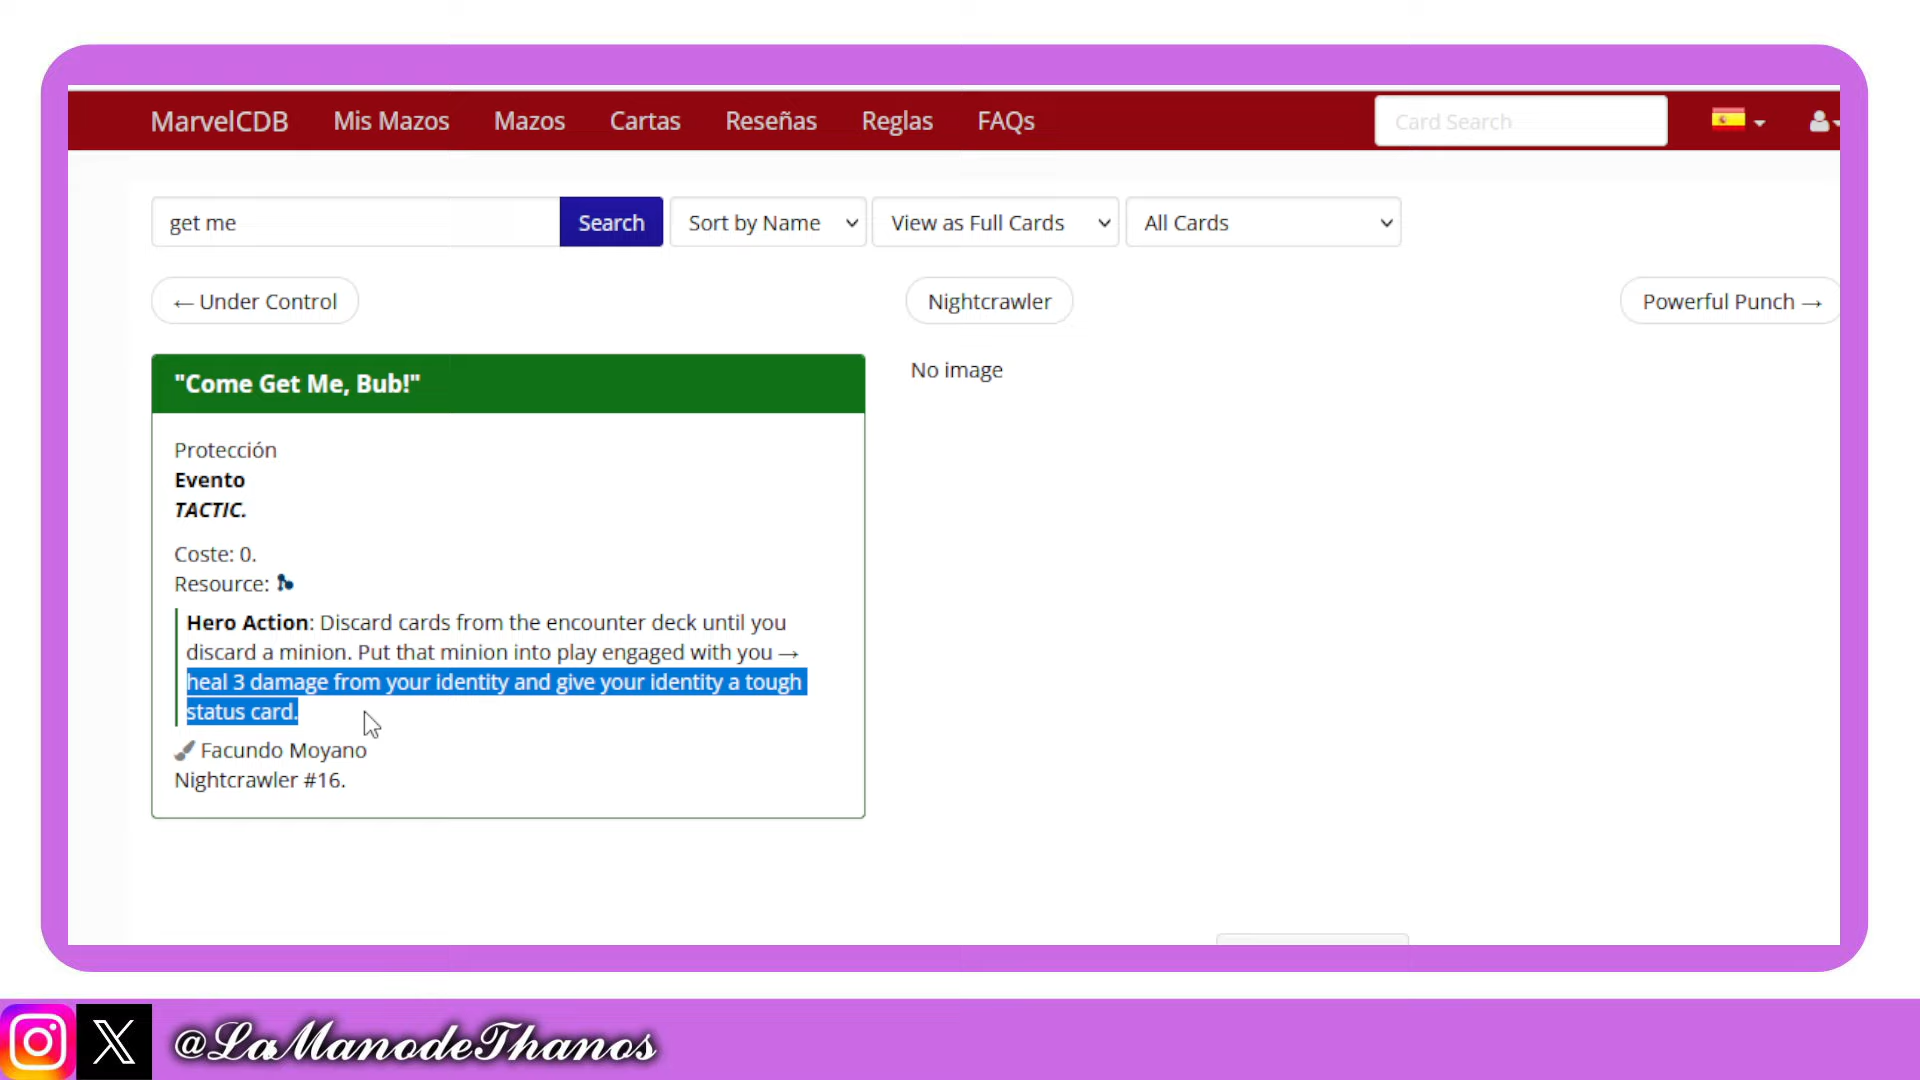 MarvelCDB Mis Mazos Mazos Cartas Reseñas Reglas FAQs Card Search
get me Search Sort by Name View as Full Cards All Cards
← Under Control Nightcrawler Powerful Punch →
"Come Get Me, Bub!"
No image
Protección
Evento
TACTIC.
Coste: 0.
Resource:
Hero Action: Discard cards from the encounter deck until you
discard a minion. Put that minion into play engaged with you →
heal 3 damage from your identity and give your identity a tough
status card.
Facundo Moyano
Nightcrawler #16.
@LaManodeThanos